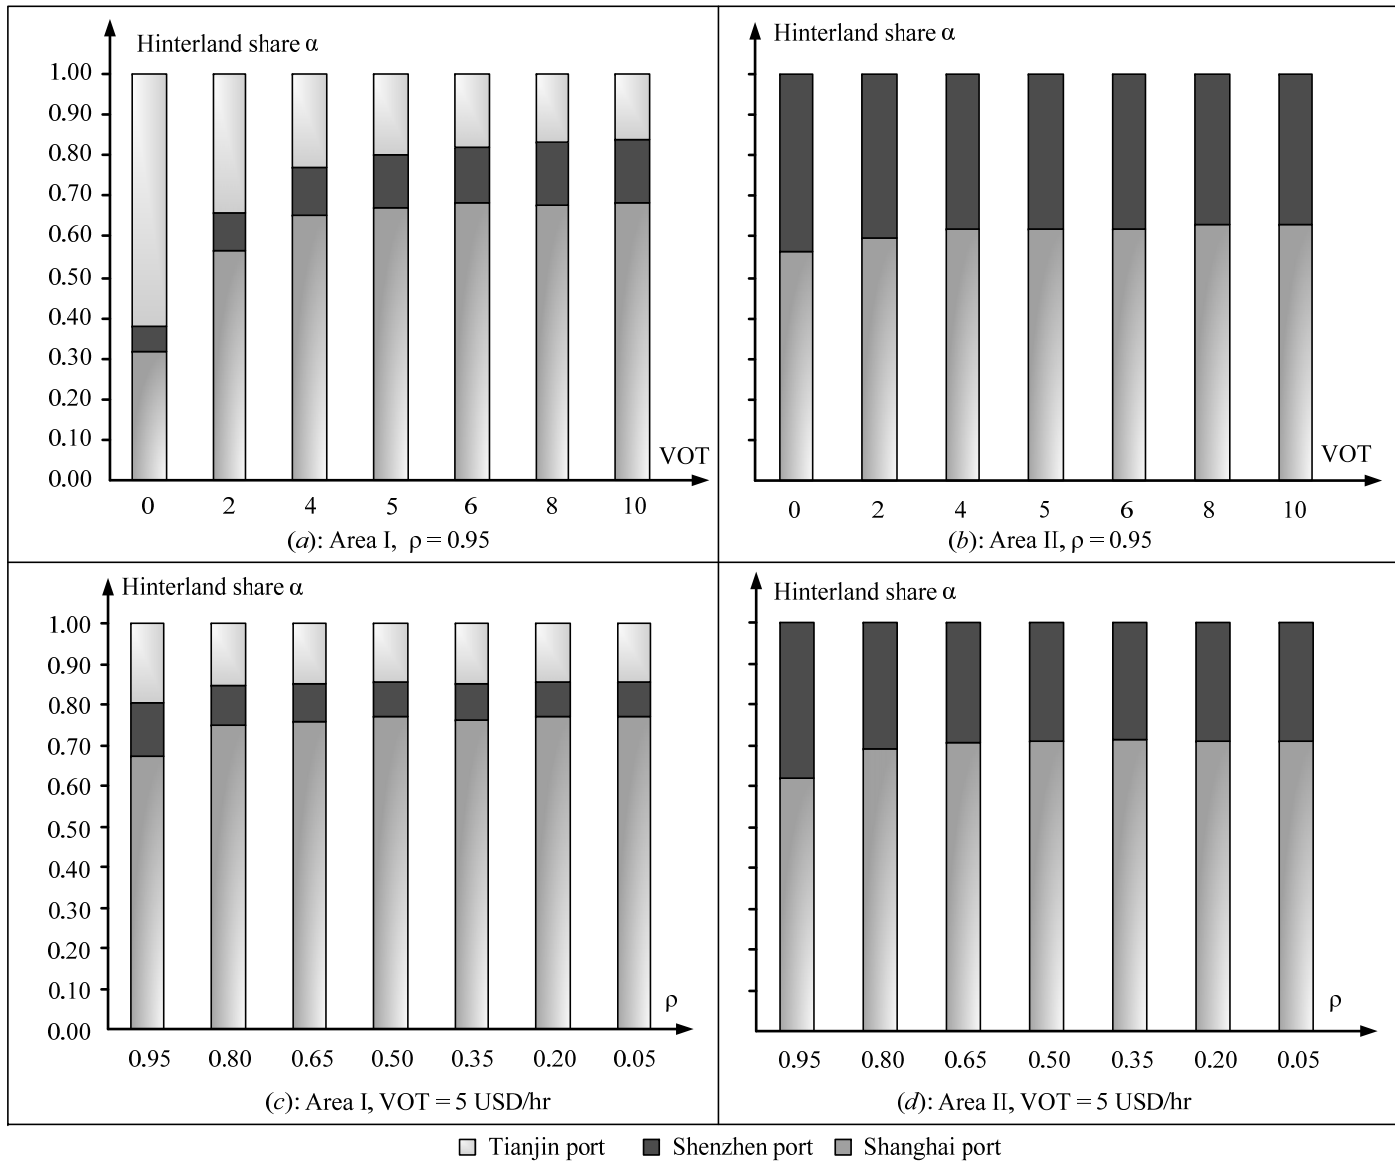 Hinterland share α
1.00
0.90
0.80
0.70
0.60
0.50
0.40
0.30
0.20
0.10
0.00
VOT
0 2 4 5 6 8 10
(a): Area I, ρ = 0.95
Hinterland share α
VOT
0 2 4 5 6 8 10
(b): Area II, ρ = 0.95
Hinterland share α
1.00
0.90
0.80
0.70
0.60
0.50
0.40
0.30
0.20
0.10
0.00
ρ
0.95 0.80 0.65 0.50 0.35 0.20 0.05
(c): Area I, VOT = 5 USD/hr
Hinterland share α
ρ
0.95 0.80 0.65 0.50 0.35 0.20 0.05
(d): Area II, VOT = 5 USD/hr
Tianjin port Shenzhen port Shanghai port